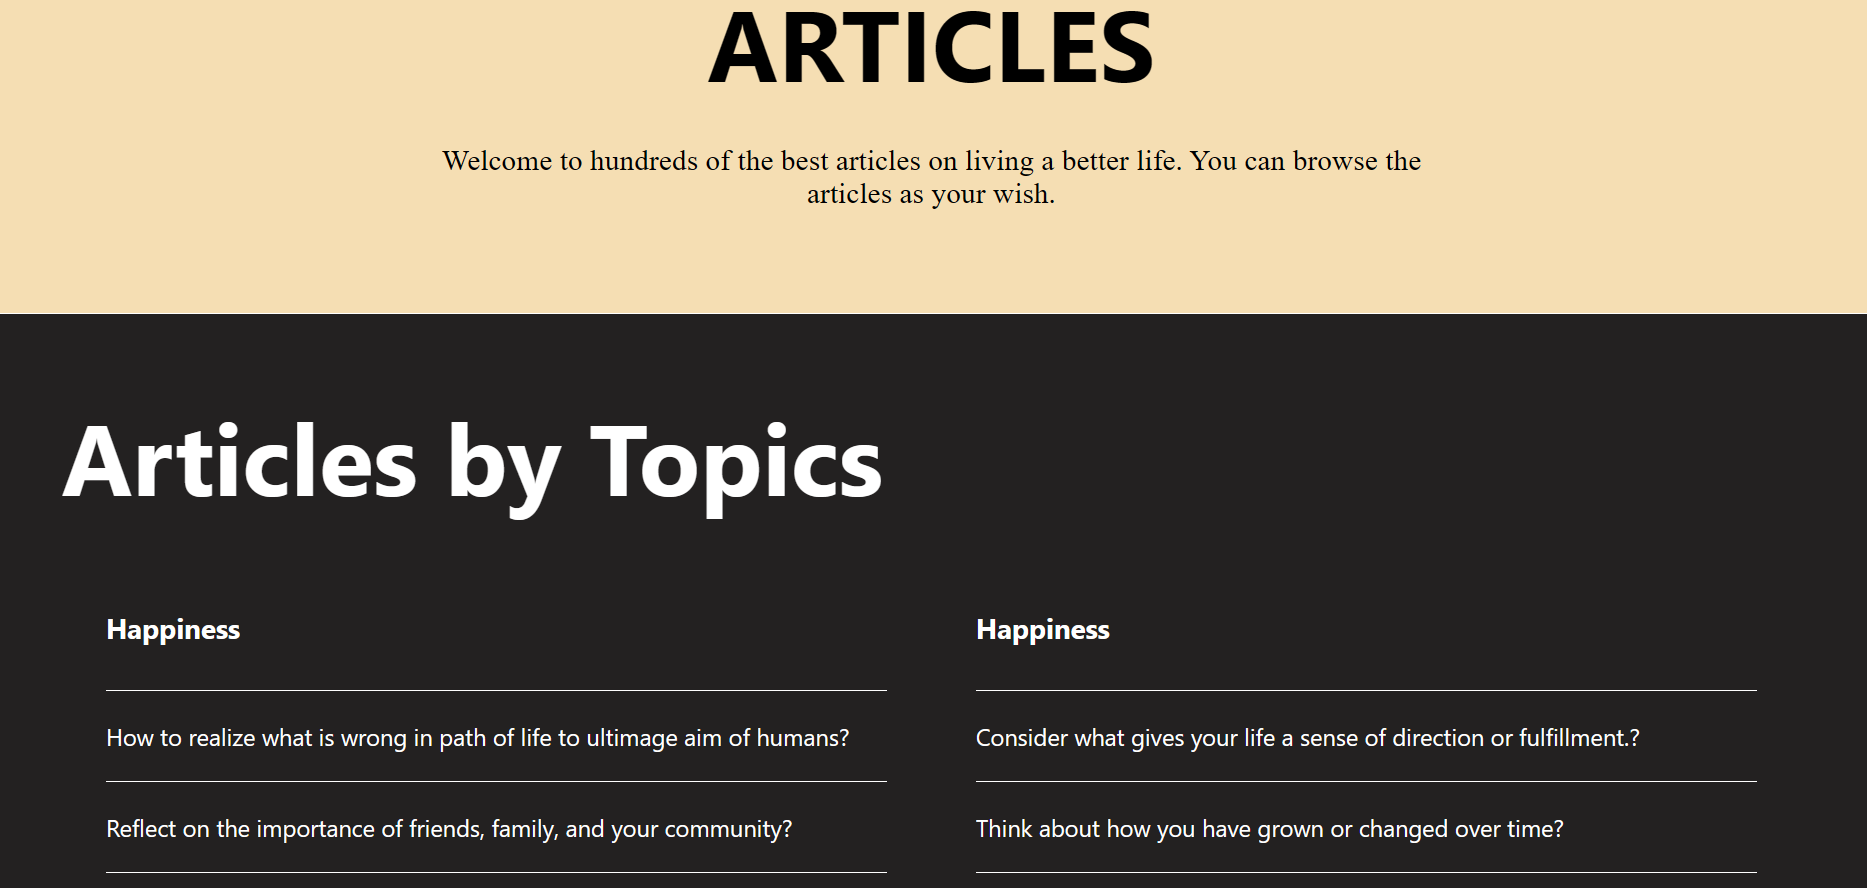 ARTICLES
Welcome to hundreds of the best articles on living a better life. You can browse the
articles as your wish.
Articles by Topics
Happiness
How to realize what is wrong in path of life to ultimage aim of humans?
Reflect on the importance of friends, family, and your community?
Happiness
Consider what gives your life a sense of direction or fulfillment.?
Think about how you have grown or changed over time?